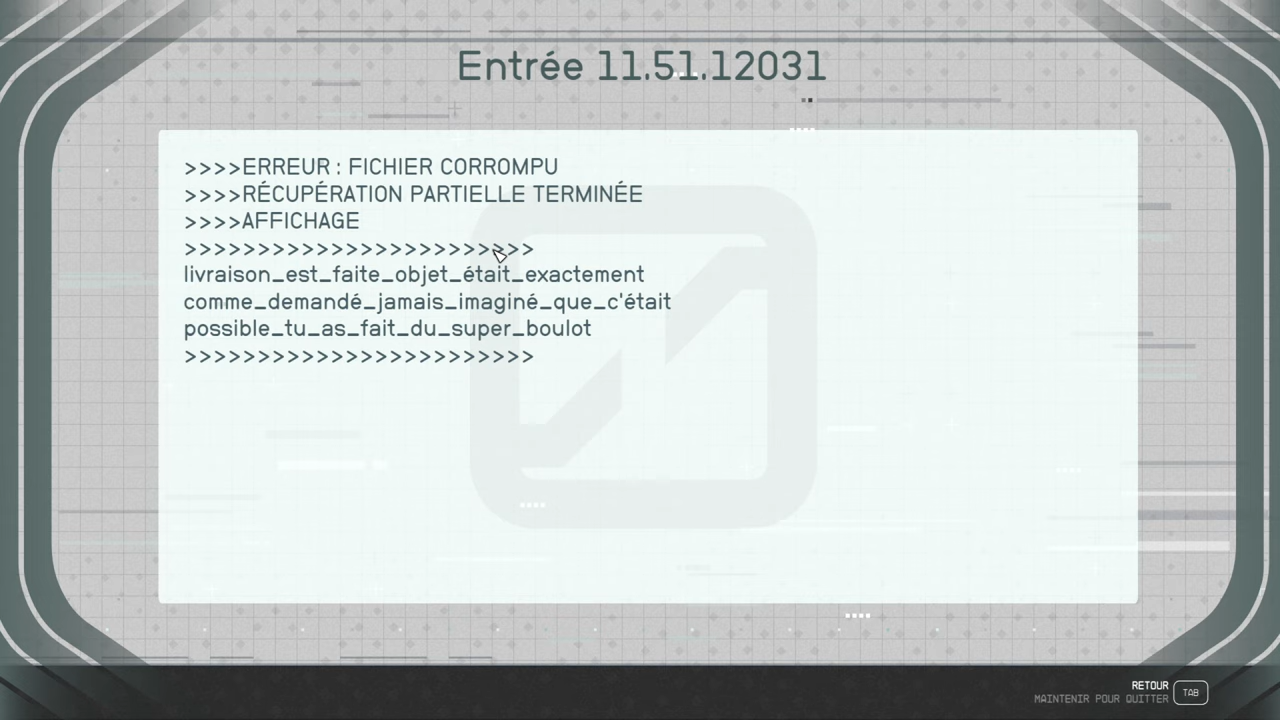 Entrée 11.51.12031
>>>>ERREUR : FICHIER CORROMPU
>>>>RÉCUPÉRATION PARTIELLE TERMINÉE
>>>>AFFICHAGE
>>>>>>>>>>>>>>>>>>>>>>>>
livraison_est_faite_objet_était_exactement
comme_demandé_jamais_imaginé_que_c'était
possible_tu_as_fait_du_super_boulot
>>>>>>>>>>>>>>>>>>>>>>>>
RETOUR
MAINTENIR POUR QUITTER
TAB